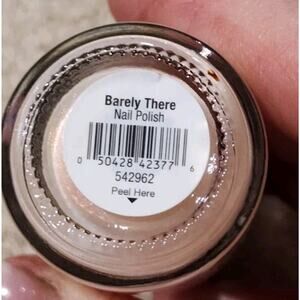 Barely There
Nail Polish
0 50428 42377 6
542962
Peel Here